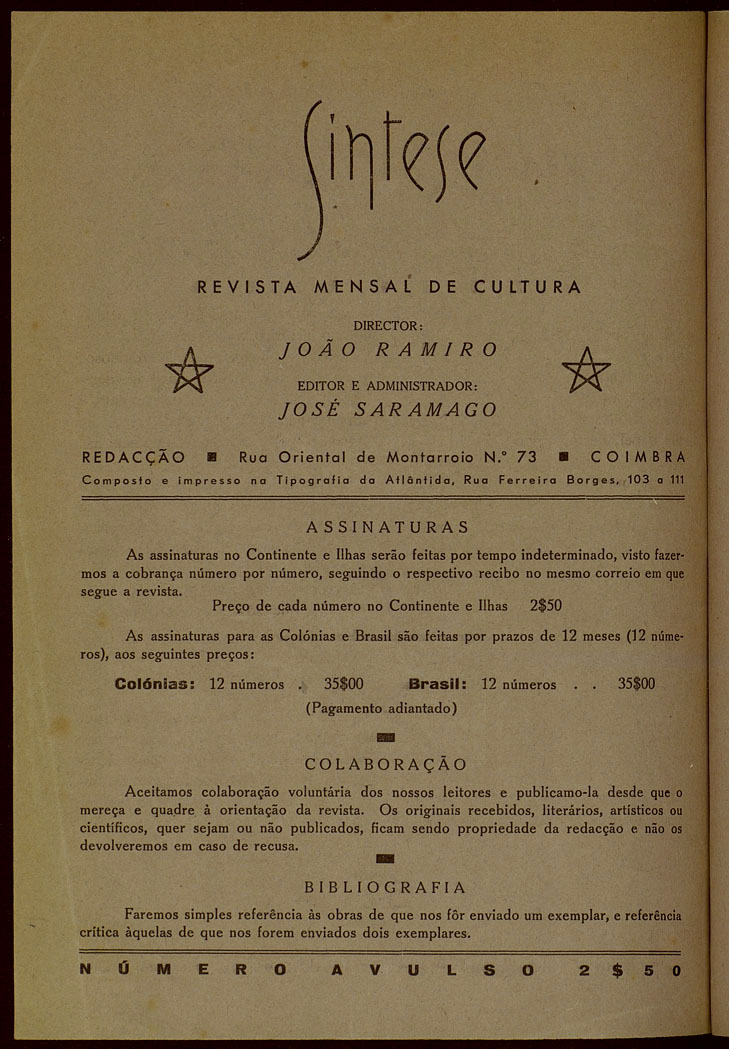 Síntese
REVISTA MENSAL DE CULTURA
DIRECTOR:
JOÃO RAMIRO
EDITOR E ADMINISTRADOR:
JOSÉ SARAMAGO
REDACÇÃO ■ Rua Oriental de Montarroio N.º 73 ■ COIMBRA
Composto e impresso na Tipografia da Atlântida, Rua Ferreira Borges, 103 a 111
ASSINATURAS
As assinaturas no Continente e Ilhas serão feitas por tempo indeterminado, visto fazer-
mos a cobrança número por número, seguindo o respectivo recibo no mesmo correio em que
segue a revista.
Preço de cada número no Continente e Ilhas 2$50
As assinaturas para as Colónias e Brasil são feitas por prazos de 12 meses (12 núme-
ros), aos seguintes preços:
Colónias: 12 números . 35$00 Brasil: 12 números . . 35$00
(Pagamento adiantado)
COLABORAÇÃO
Aceitamos colaboração voluntária dos nossos leitores e publicamo-la desde que o
mereça e quadre à orientação da revista. Os originais recebidos, literários, artísticos ou
científicos, quer sejam ou não publicados, ficam sendo propriedade da redacção e não os
devolveremos em caso de recusa.
BIBLIOGRAFIA
Faremos simples referência às obras de que nos fôr enviado um exemplar, e referência
crítica àquelas de que nos forem enviados dois exemplares.
NÚMERO AVULSO 2$50